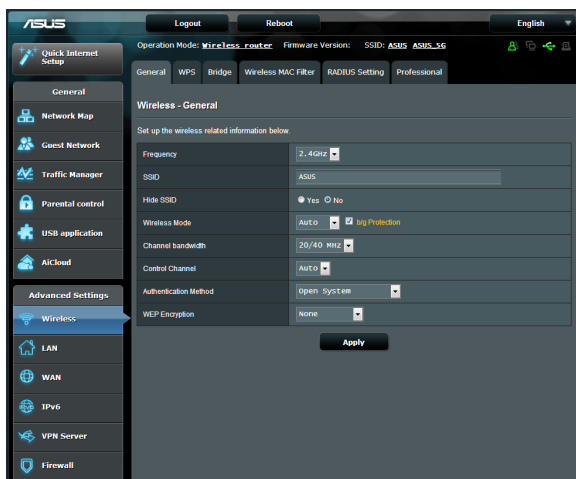 ASUS
Logout
Reboot
English
Quick Internet Setup
Operation Mode: Wireless router Firmware Version: SSID: ASUS ASUS_5G
General WPS Bridge Wireless MAC Filter RADIUS Setting Professional
General
Network Map
Guest Network
Traffic Manager
Parental control
USB application
AiCloud
Advanced Settings
Wireless
LAN
WAN
IPv6
VPN Server
Firewall
Wireless - General
Set up the wireless related information below.
Frequency 2.4GHz
SSID ASUS
Hide SSID Yes No
Wireless Mode Auto b/g Protection
Channel bandwidth 20/40 MHz
Control Channel Auto
Authentication Method Open System
WEP Encryption None
Apply